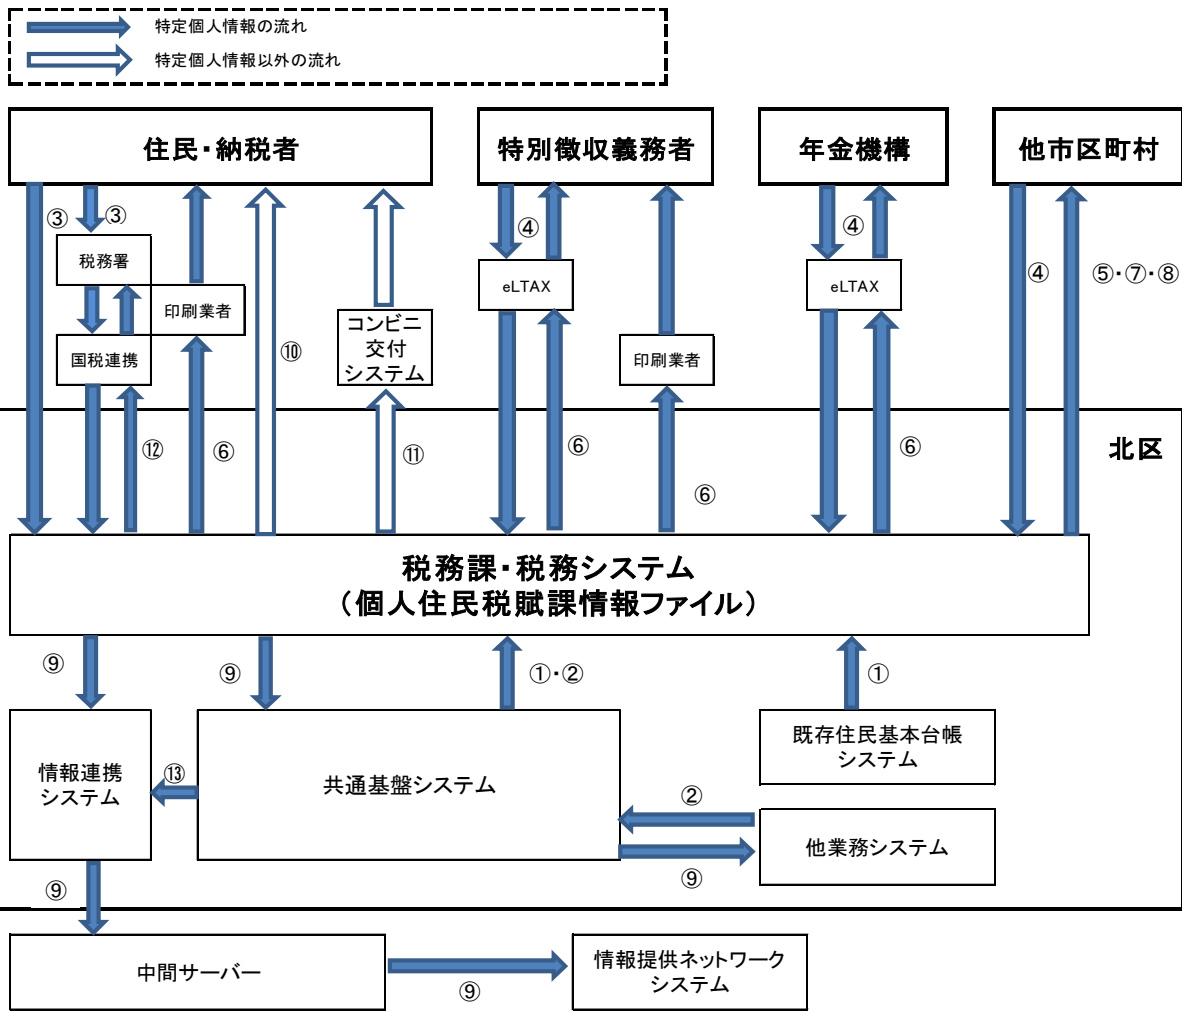 特定個人情報の流れ
特定個人情報以外の流れ
住民・納税者
特別徴収義務者
年金機構
他市区町村
③
③
④
④
④
⑤・⑦・⑧
税務署
eLTAX
eLTAX
印刷業者
国税連携
⑩
コンビニ
交付
システム
印刷業者
⑫
⑥
⑪
⑥
⑥
⑥
北区
税務課・税務システム
（個人住民税賦課情報ファイル）
⑨
⑨
①・②
①
情報連携
システム
⑬
共通基盤システム
既存住民基本台帳
システム
②
他業務システム
⑨
⑨
中間サーバー
⑨
情報提供ネットワーク
システム